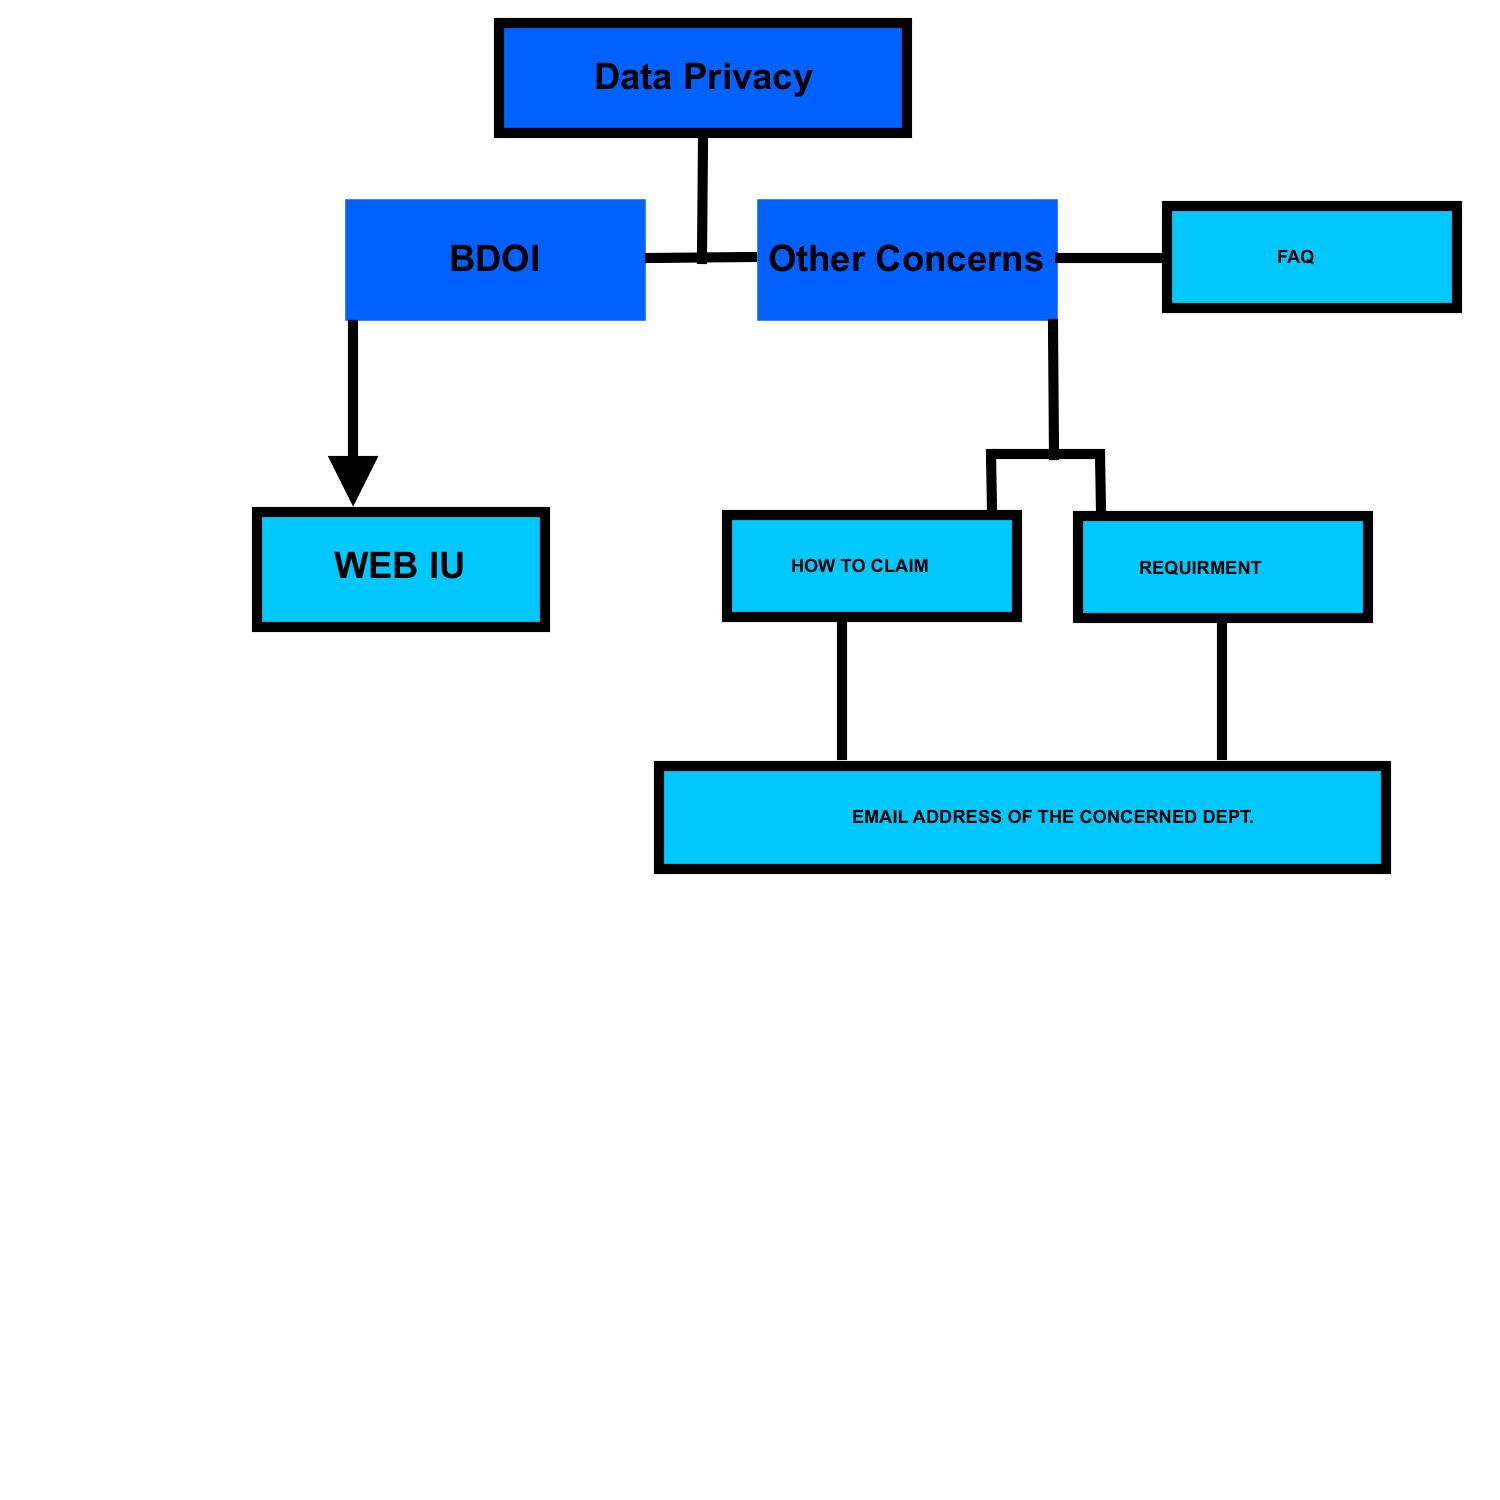 Data Privacy
BDOI
Other Concerns
FAQ
WEB IU
HOW TO CLAIM
REQUIRMENT
EMAIL ADDRESS OF THE CONCERNED DEPT.